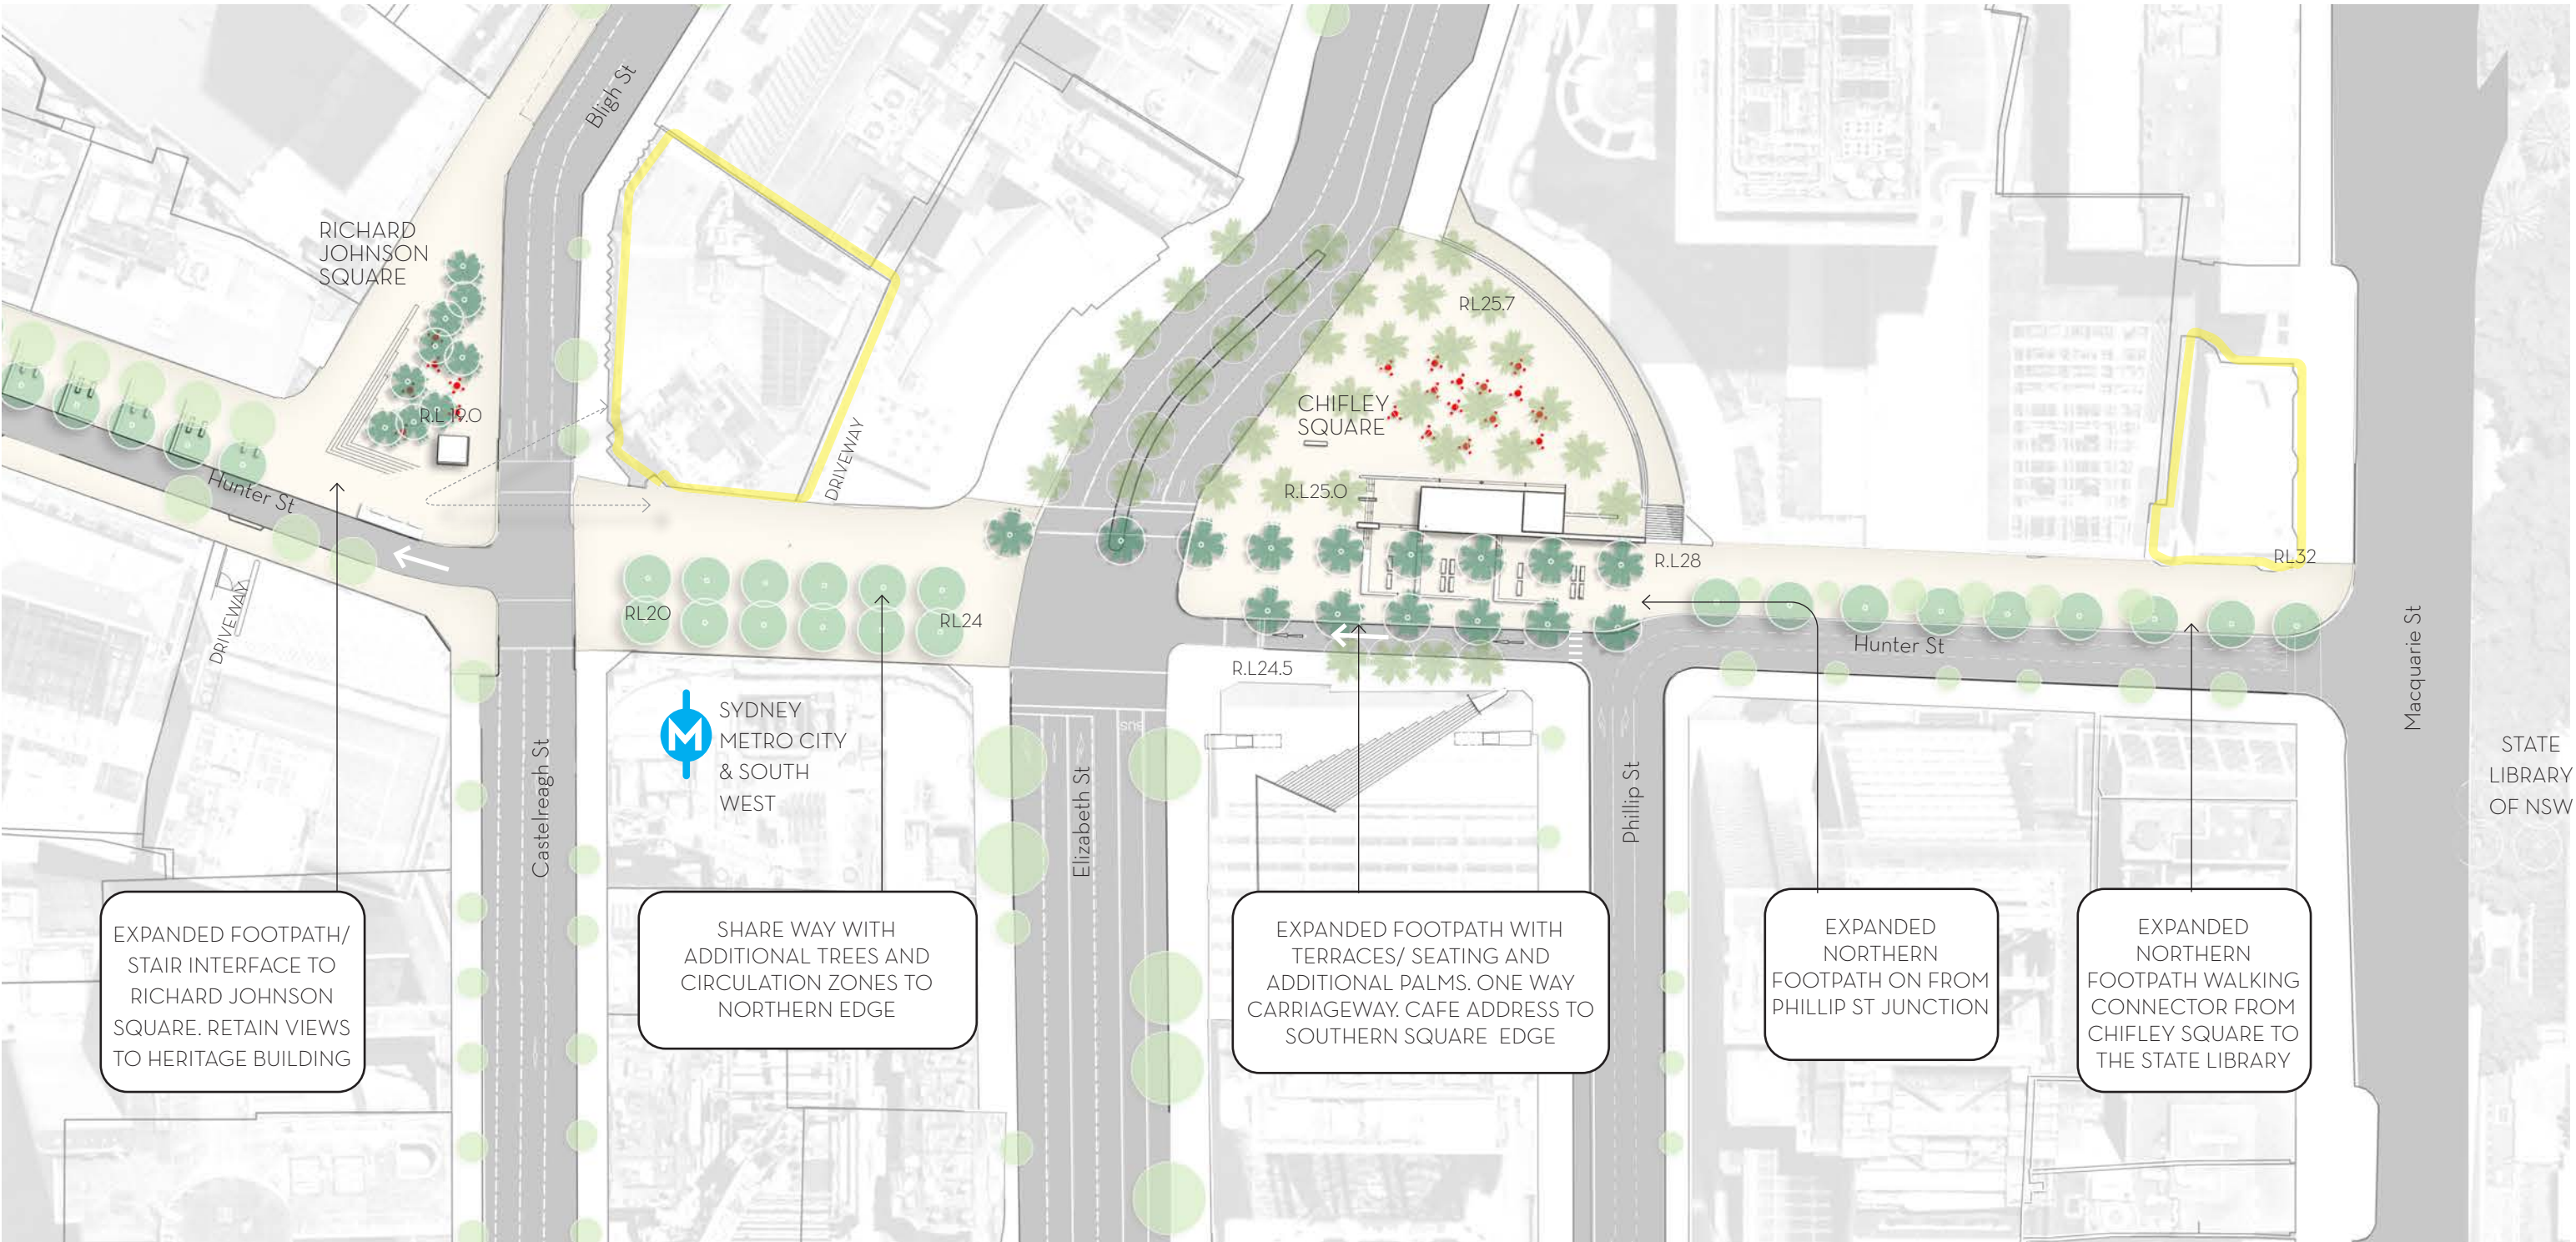 Bligh St
RICHARD
JOHNSON
SQUARE
R.L 19.0
Hunter St
DRIVEWAY
DRIVEWAY
RL20
RL24
SYDNEY
METRO CITY
& SOUTH
WEST
M
Castelreagh St
Elizabeth St
BUS
RL25.7
CHIFLEY
SQUARE
R.L25.0
R.L28
R.L24.5
Phillip St
Hunter St
RL32
Macquarie St
STATE
LIBRARY
OF NSW
EXPANDED FOOTPATH/
STAIR INTERFACE TO
RICHARD JOHNSON
SQUARE. RETAIN VIEWS
TO HERITAGE BUILDING
SHARE WAY WITH
ADDITIONAL TREES AND
CIRCULATION ZONES TO
NORTHERN EDGE
EXPANDED FOOTPATH WITH
TERRACES/ SEATING AND
ADDITIONAL PALMS. ONE WAY
CARRIAGEWAY. CAFE ADDRESS TO
SOUTHERN SQUARE EDGE
EXPANDED
NORTHERN
FOOTPATH ON FROM
PHILLIP ST JUNCTION
EXPANDED
NORTHERN
FOOTPATH WALKING
CONNECTOR FROM
CHIFLEY SQUARE TO
THE STATE LIBRARY